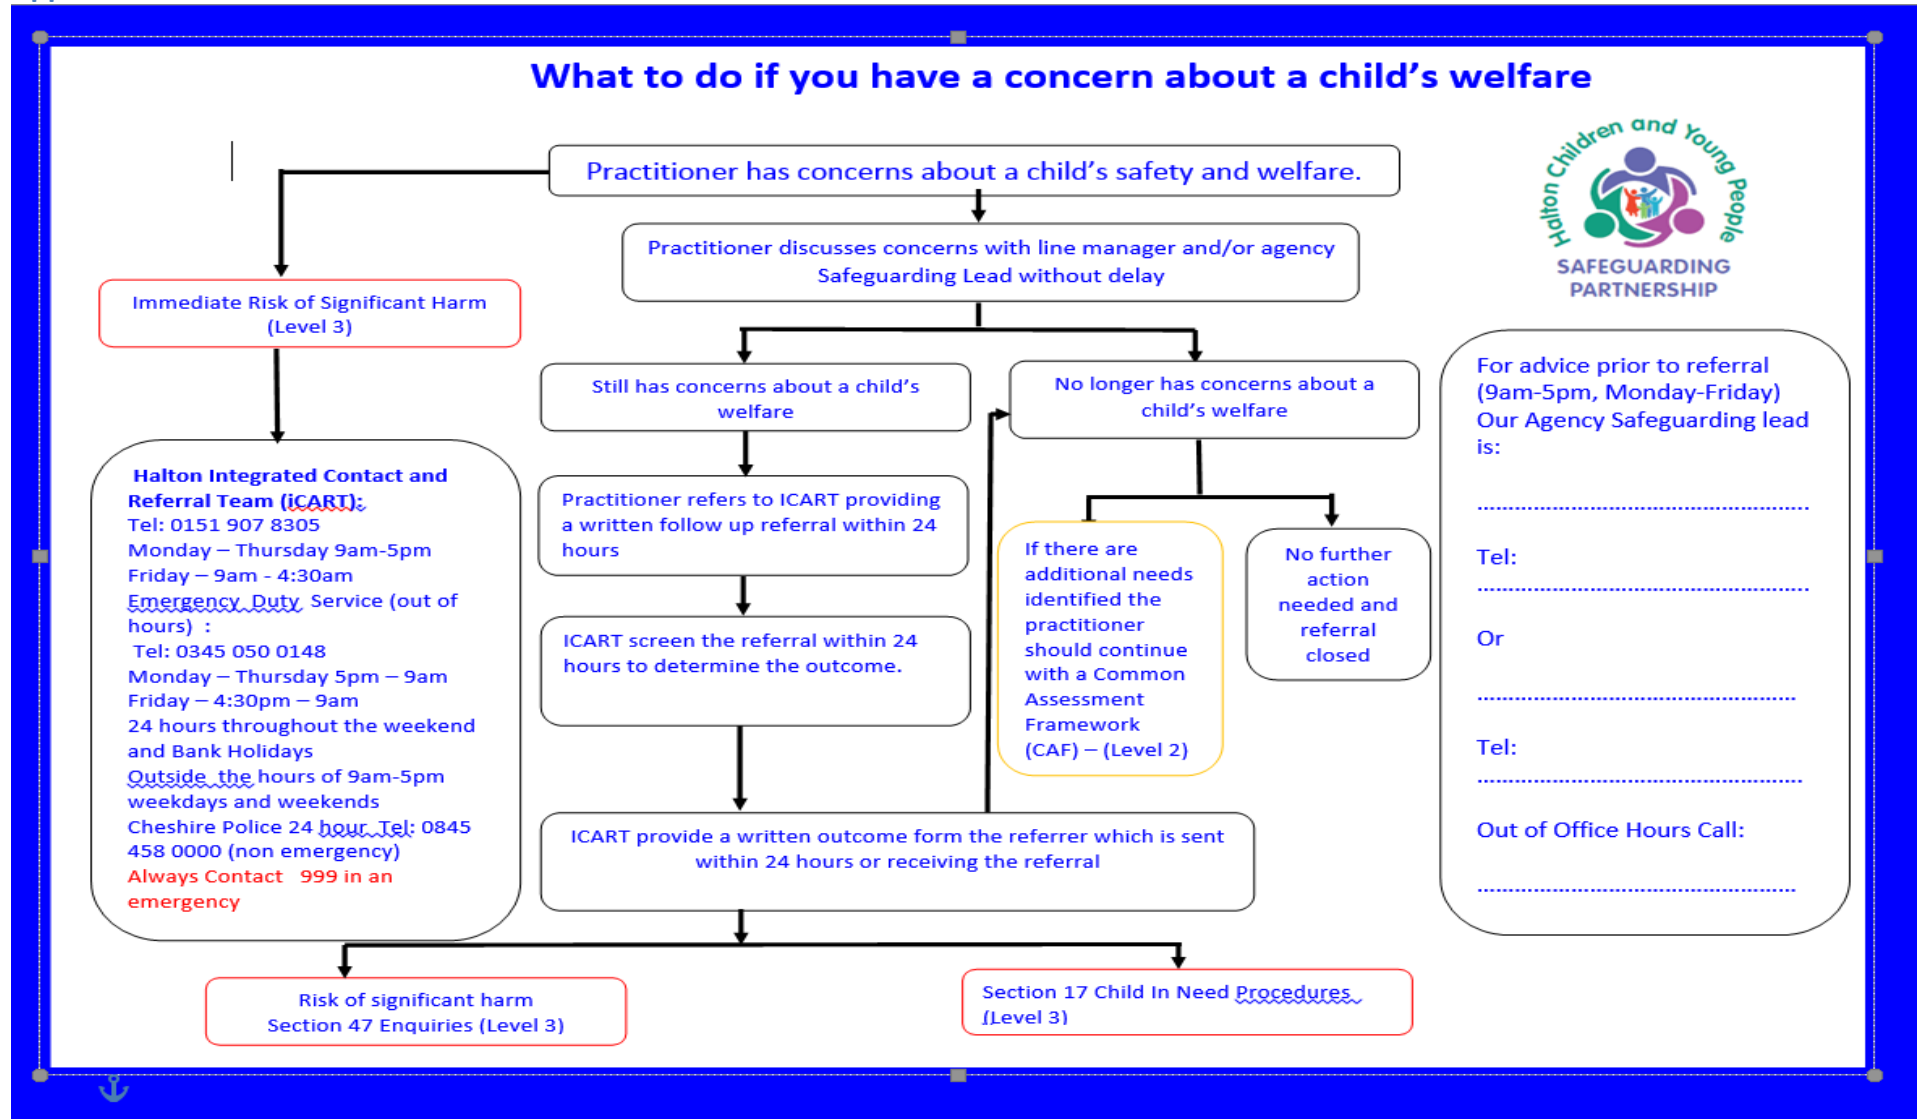 What to do if you have a concern about a child's welfare
Practitioner has concerns about a child's safety and welfare.
Halton Children and Young People
SAFEGUARDING
PARTNERSHIP
Practitioner discusses concerns with line manager and/or agency
Safeguarding Lead without delay
Immediate Risk of Significant Harm
(Level 3)
Still has concerns about a child's
welfare
No longer has concerns about a
child's welfare
For advice prior to referral
(9am-5pm, Monday-Friday)
Our Agency Safeguarding lead
is:
................................................
Tel:
................................................
Or
..............................................
Tel:
...............................................
Out of Office Hours Call:
..............................................
Halton Integrated Contact and
Referral Team (iCART):
Tel: 0151 907 8305
Monday – Thursday 9am-5pm
Friday – 9am - 4:30am
Emergency Duty Service (out of
hours) :
Tel: 0345 050 0148
Monday – Thursday 5pm – 9am
Friday – 4:30pm – 9am
24 hours throughout the weekend
and Bank Holidays
Outside the hours of 9am-5pm
weekdays and weekends
Cheshire Police 24 hour Tel: 0845
458 0000 (non emergency)
Always Contact 999 in an
emergency
Practitioner refers to ICART providing
a written follow up referral within 24
hours
ICART screen the referral within 24
hours to determine the outcome.
If there are
additional needs
identified the
practitioner
should continue
with a Common
Assessment
Framework
(CAF) – (Level 2)
No further
action
needed and
referral
closed
ICART provide a written outcome form the referrer which is sent
within 24 hours or receiving the referral
Risk of significant harm
Section 47 Enquiries (Level 3)
Section 17 Child In Need Procedures
(Level 3)